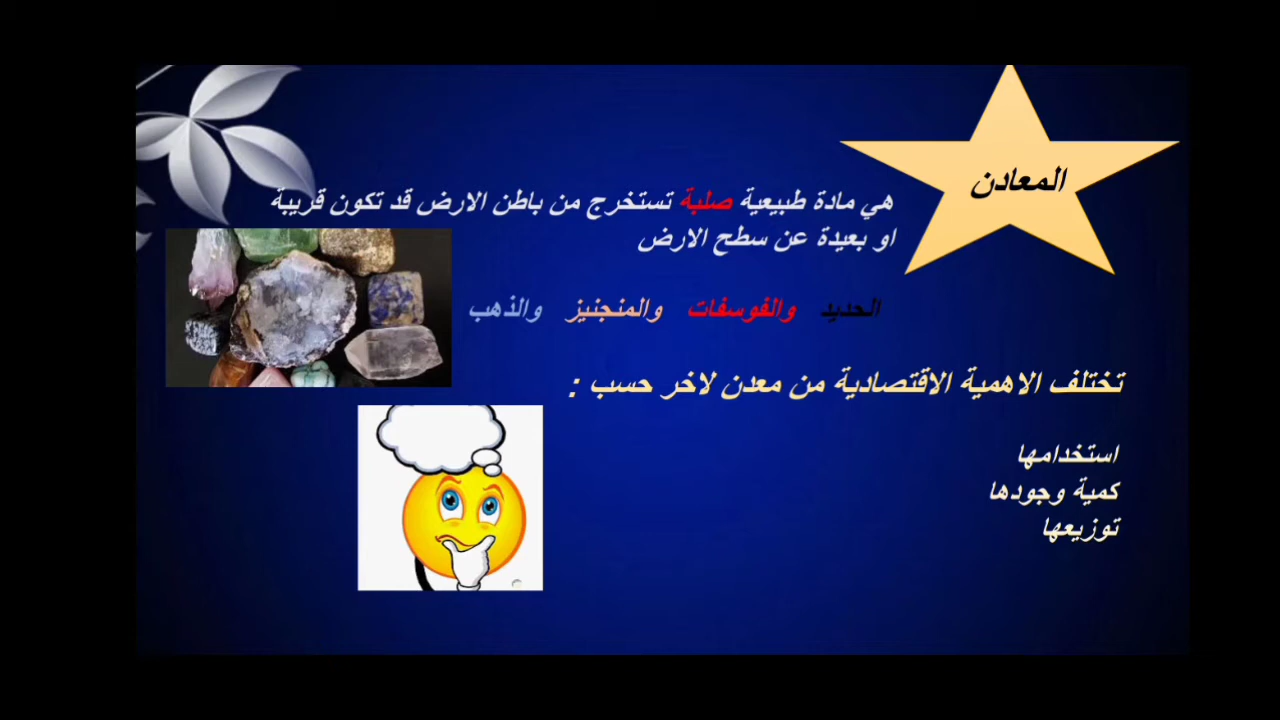 المعادن
هي مادة طبيعية صلبة تستخرج من باطن الارض قد تكون قريبة
او بعيدة عن سطح الارض
الحديد والفوسفات والمنجنيز والذهب
تختلف الاهمية الاقتصادية من معدن لاخر حسب :
استخدامها
كمية وجودها
توزيعها